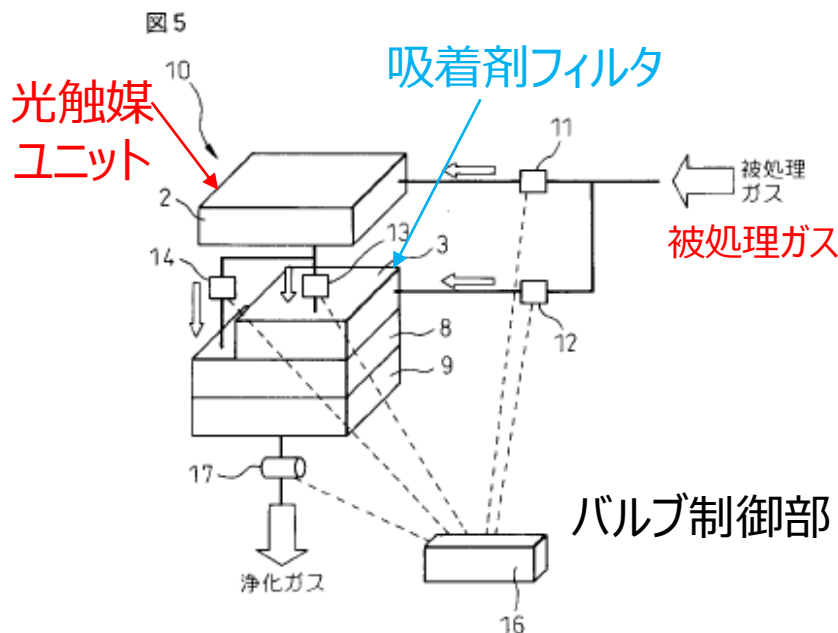 図5
吸着剤フィルタ
10
光触媒
ユニット
11
被処理
ガス
被処理ガス
2
13
3
14
12
8
9
17
バルブ制御部
浄化ガス
16